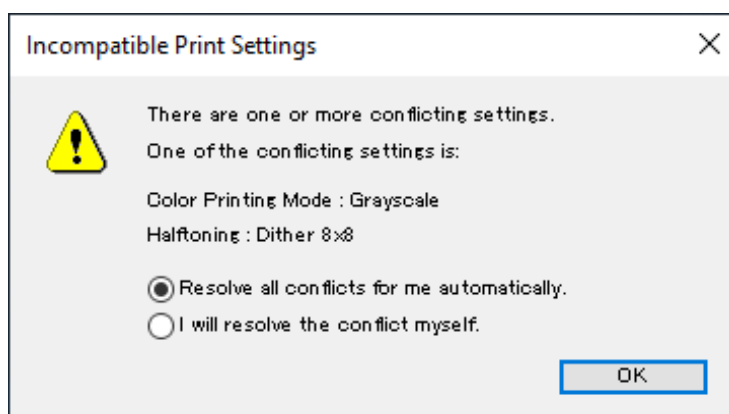 Incompatible Print Settings
There are one or more conflicting settings.
One of the conflicting settings is:
Color Printing Mode : Grayscale
Halftoning : Dither 8x8
Resolve all conflicts for me automatically.
I will resolve the conflict myself.
OK